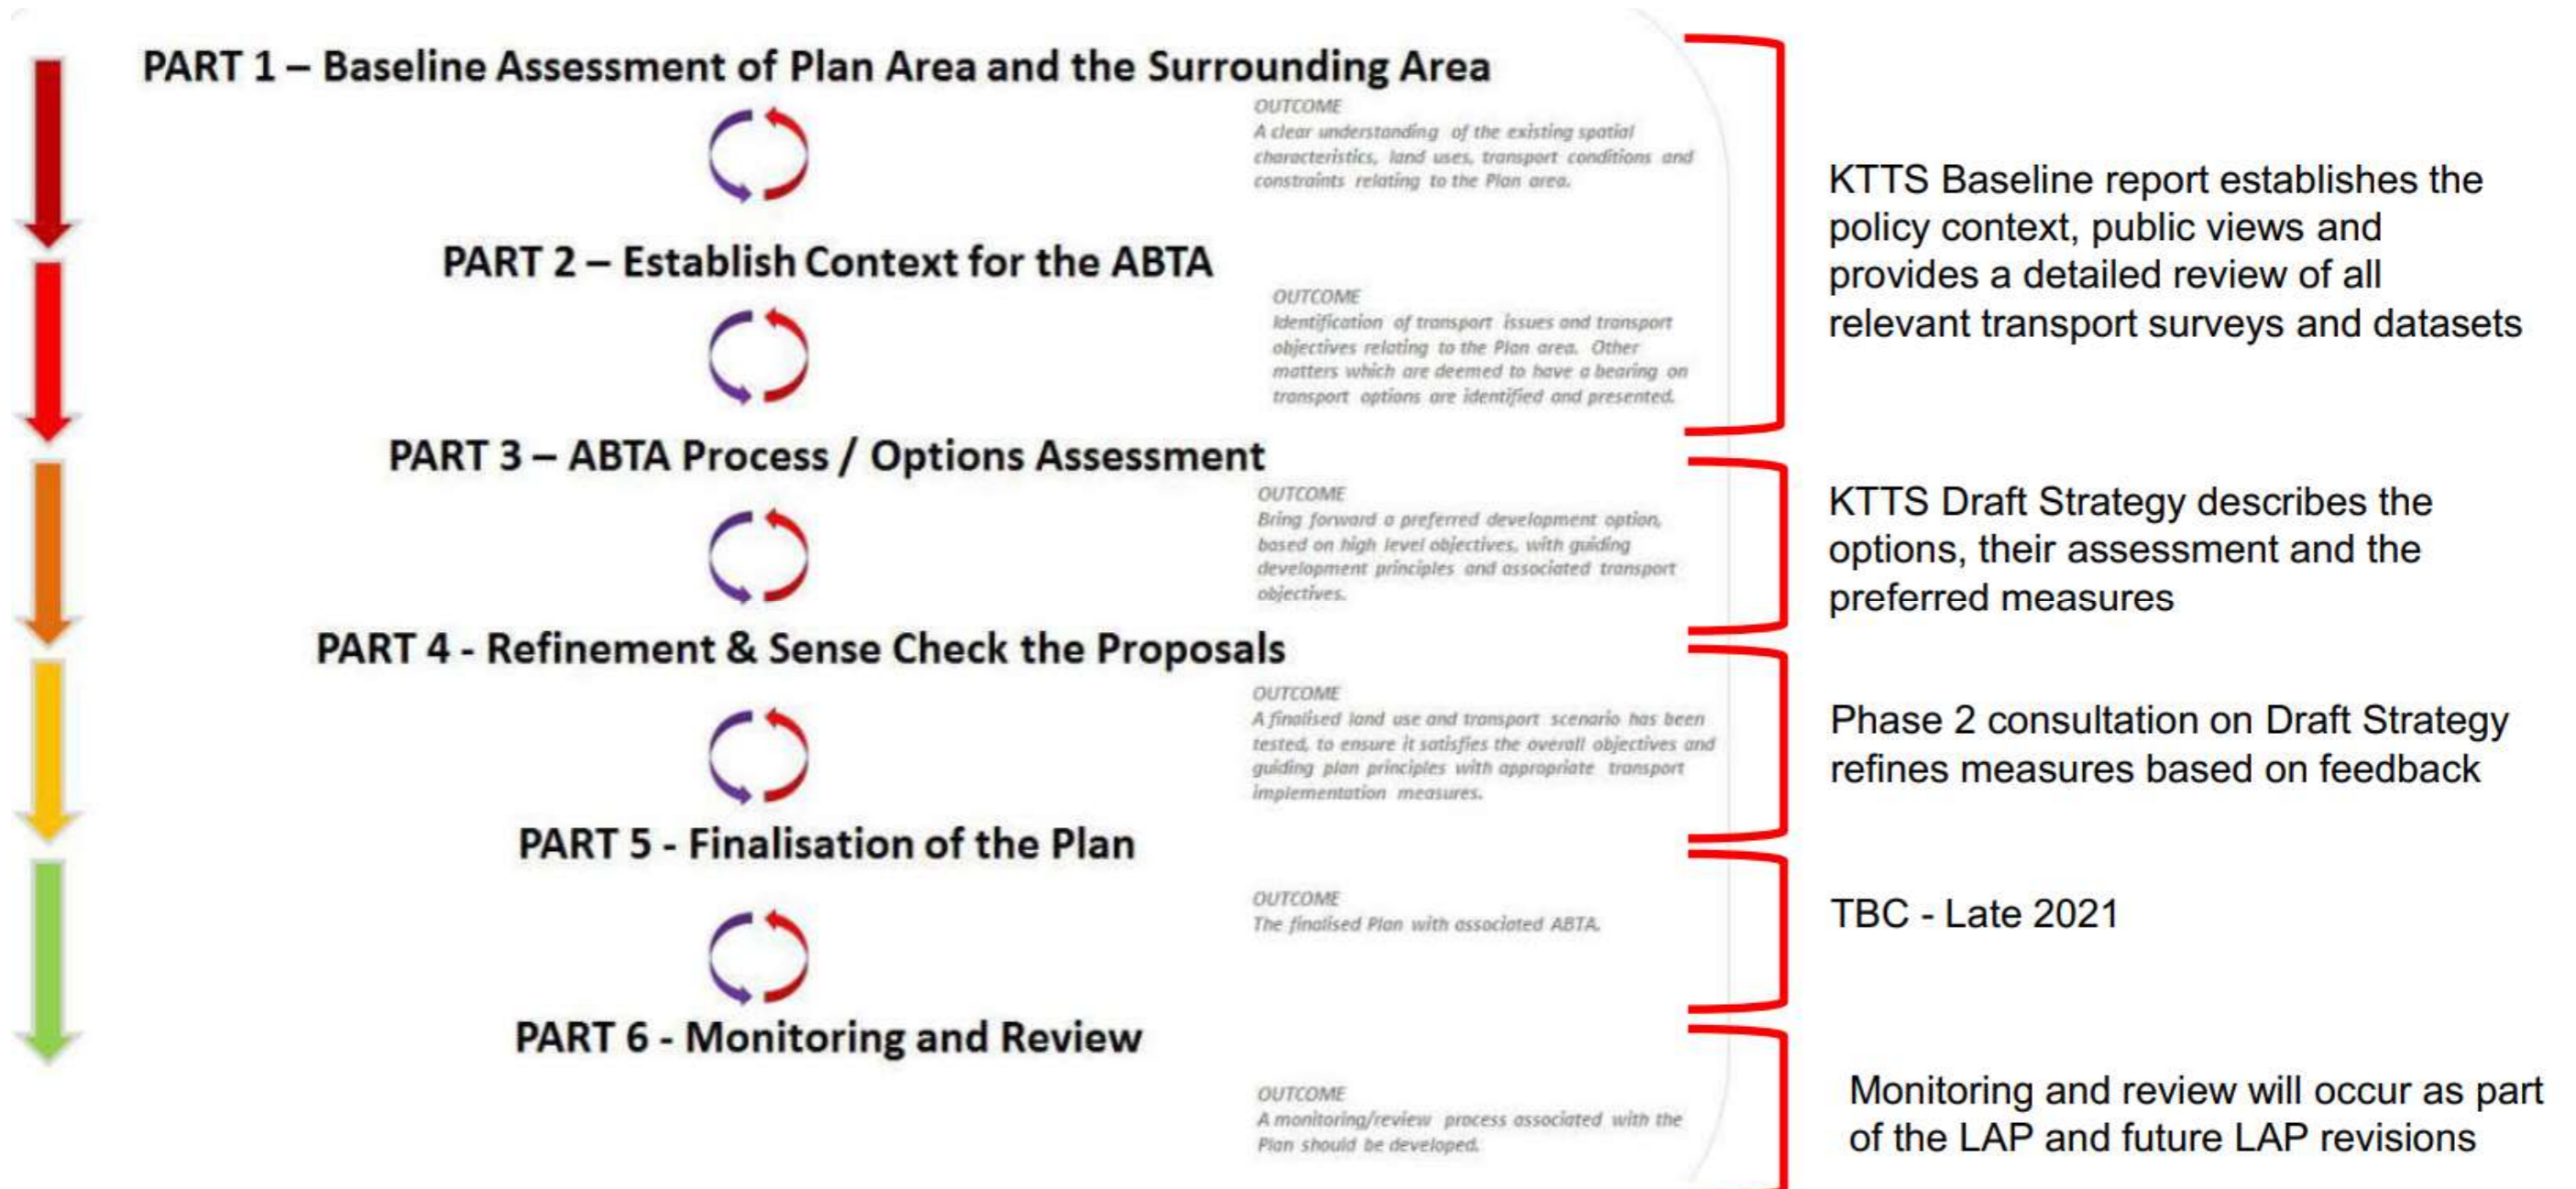 PART 1 – Baseline Assessment of Plan Area and the Surrounding Area
OUTCOME
A clear understanding of the existing spatial
characteristics, land uses, transport conditions and
constraints relating to the Plan area.
PART 2 – Establish Context for the ABTA
OUTCOME
Identification of transport issues and transport
objectives relating to the Plan area. Other
matters which are deemed to have a bearing on
transport options are identified and presented.
KTTS Baseline report establishes the
policy context, public views and
provides a detailed review of all
relevant transport surveys and datasets
PART 3 – ABTA Process / Options Assessment
OUTCOME
Bring forward a preferred development option,
based on high level objectives, with guiding
development principles and associated transport
objectives.
KTTS Draft Strategy describes the
options, their assessment and the
preferred measures
PART 4 - Refinement & Sense Check the Proposals
OUTCOME
A finalised land use and transport scenario has been
tested, to ensure it satisfies the overall objectives and
guiding plan principles with appropriate transport
implementation measures.
Phase 2 consultation on Draft Strategy
refines measures based on feedback
PART 5 - Finalisation of the Plan
OUTCOME
The finalised Plan with associated ABTA.
TBC - Late 2021
PART 6 - Monitoring and Review
OUTCOME
A monitoring/review process associated with the
Plan should be developed.
Monitoring and review will occur as part
of the LAP and future LAP revisions